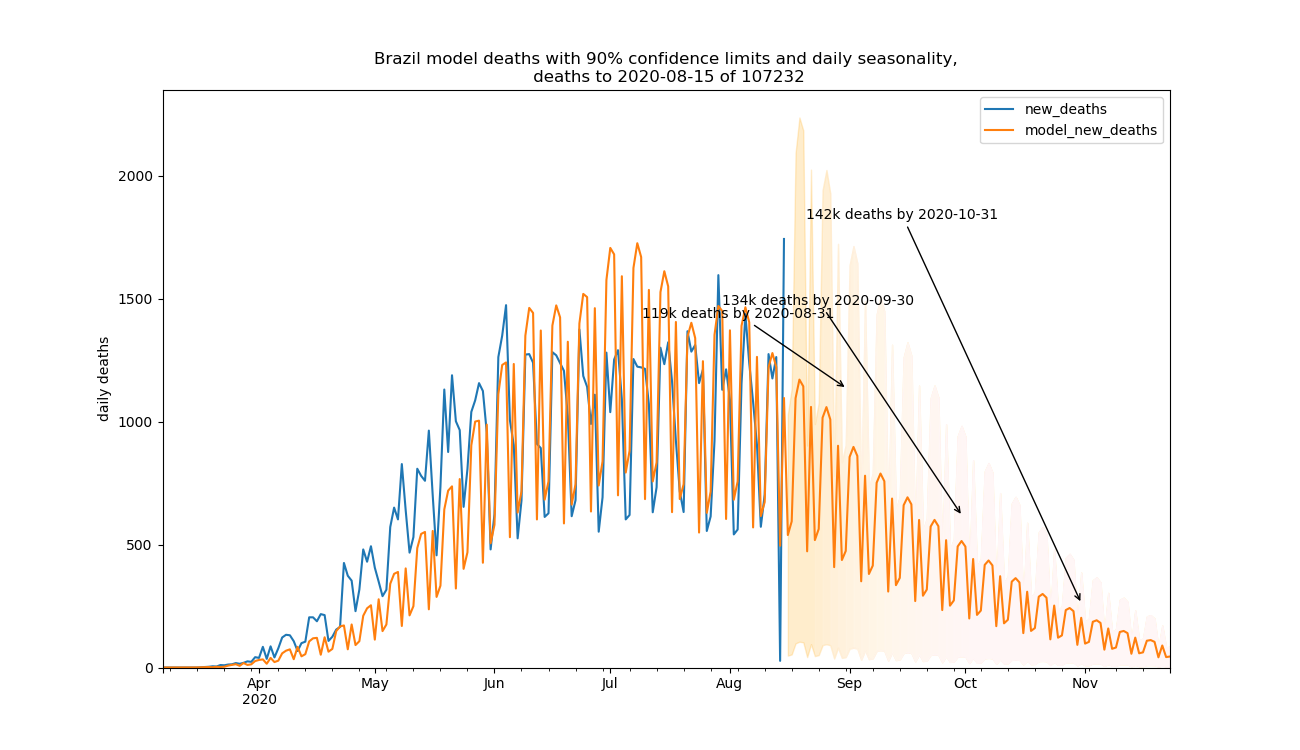 Brazil model deaths with 90% confidence limits and daily seasonality,
deaths to 2020-08-15 of 107232
new_deaths
model_new_deaths
2000
1500
1000
500
0
daily deaths
142k deaths by 2020-10-31
134k deaths by 2020-09-30
119k deaths by 2020-08-31
Apr
2020
May
Jun
Jul
Aug
Sep
Oct
Nov